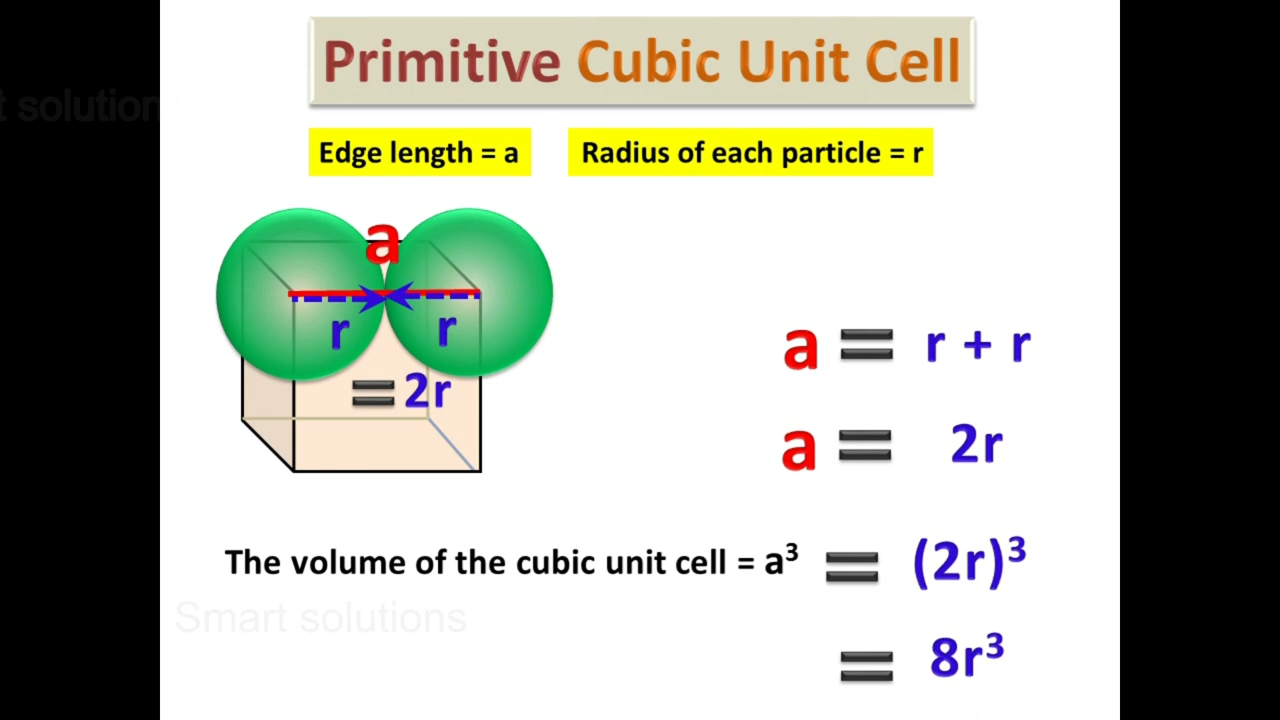 Primitive Cubic Unit Cell
t solution
Edge length = a
Radius of each particle = r
a
r
r
= 2r
a = r + r
a = 2r
The volume of the cubic unit cell = a³ = (2r)³
Smart solutions
= 8r³